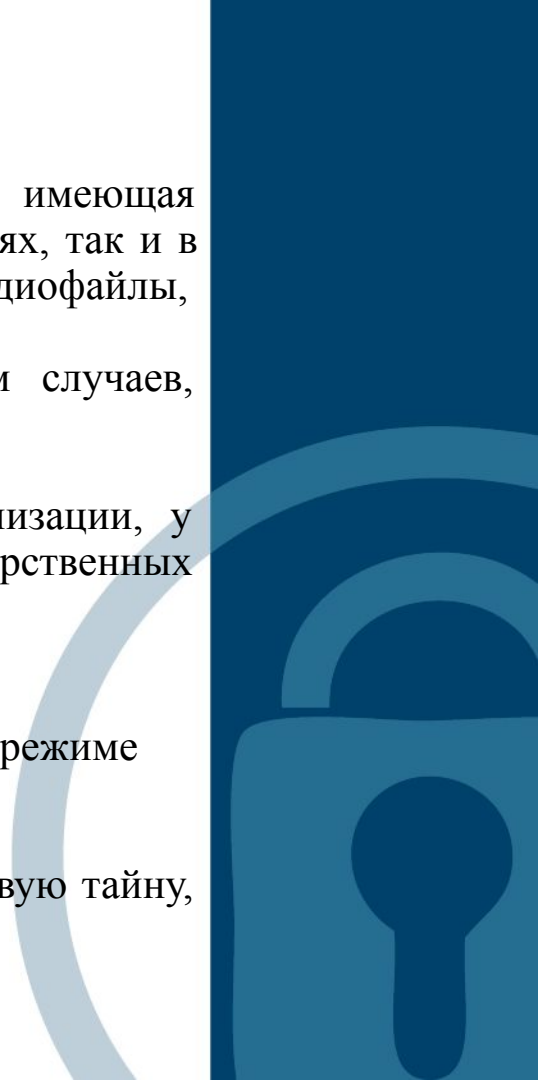 имеющая
ях, так и в
диофайлы,
случаев,
изации, у
рственных
режиме
вую тайну,